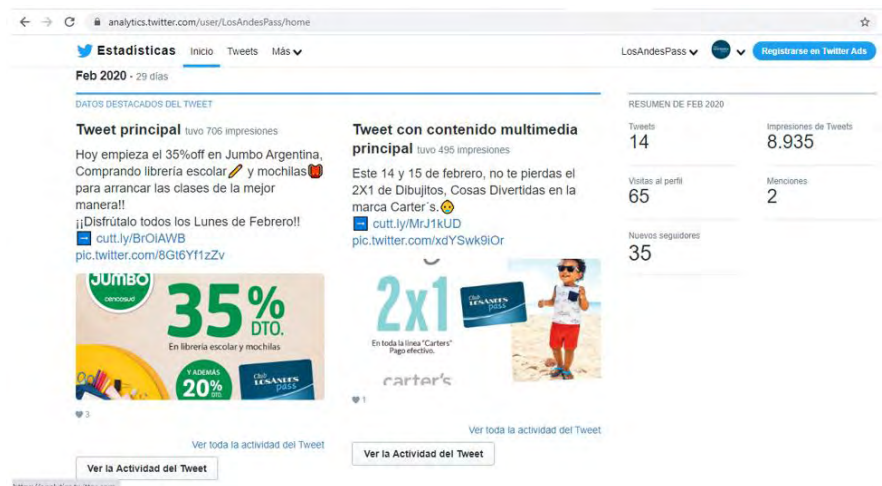 analytics.twitter.com/user/LosAndesPass/home
Estadísticas Inicio Tweets Más
LosAndesPass
Registrarse en Twitter Ads
Feb 2020 - 29 días
DATOS DESTACADOS DEL TWEET
Tweet principal tuvo 706 impresiones
Hoy empieza el 35%off en Jumbo Argentina,
Comprando librería escolar✏️ y mochilas🎒
para arrancar las clases de la mejor
manera!!
¡¡Disfrútalo todos los Lunes de Febrero!!
➡️ cutt.ly/BrOiAWB
pic.twitter.com/8Gt6Yf1zZv
JUMBO
cencosud
35%
DTO.
En librería escolar y mochilas
Y ADEMÁS
20%
DTO.
Club
LOSANDES
pass
3
Ver toda la actividad del Tweet
Ver la Actividad del Tweet
Tweet con contenido multimedia
principal tuvo 495 impresiones
Este 14 y 15 de febrero, no te pierdas el
2X1 de Dibujitos, Cosas Divertidas en la
marca Carter`s.👶
➡️ cutt.ly/MrJ1kUD
pic.twitter.com/xdYSwk9iOr
2x1
Club
LOSANDES
pass
En toda la línea "Carters"
Pago efectivo.
carter's
1
Ver toda la actividad del Tweet
Ver la Actividad del Tweet
RESUMEN DE FEB 2020
Tweets
14
Impresiones de Tweets
8.935
Visitas al perfil
65
Menciones
2
Nuevos seguidores
35